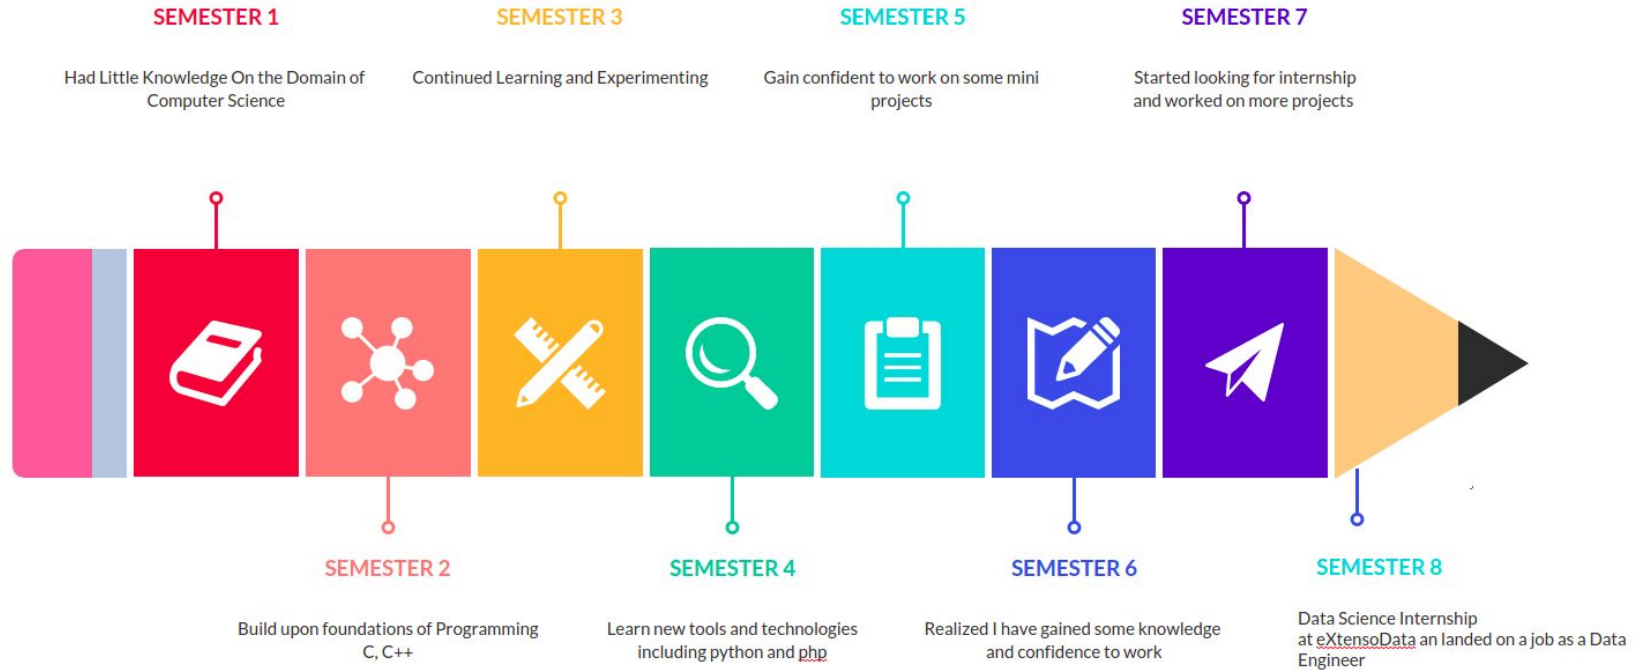 SEMESTER 1
Had Little Knowledge On the Domain of
Computer Science
SEMESTER 3
Continued Learning and Experimenting
SEMESTER 5
Gain confident to work on some mini
projects
SEMESTER 7
Started looking for internship
and worked on more projects
SEMESTER 2
Build upon foundations of Programming
C, C++
SEMESTER 4
Learn new tools and technologies
including python and php
SEMESTER 6
Realized I have gained some knowledge
and confidence to work
SEMESTER 8
Data Science Internship
at eXtensoData an landed on a job as a Data
Engineer